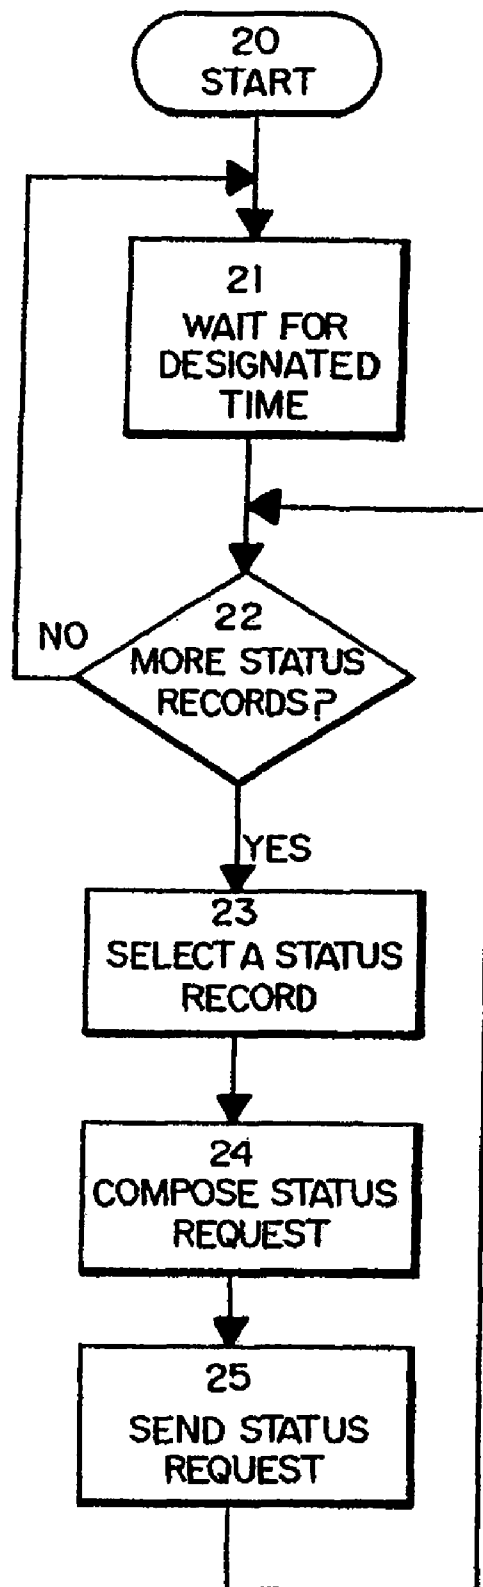 20
START
21
WAIT FOR
DESIGNATED
TIME
22
MORE STATUS
RECORDS?
NO
YES
23
SELECT A STATUS
RECORD
24
COMPOSE STATUS
REQUEST
25
SEND STATUS
REQUEST